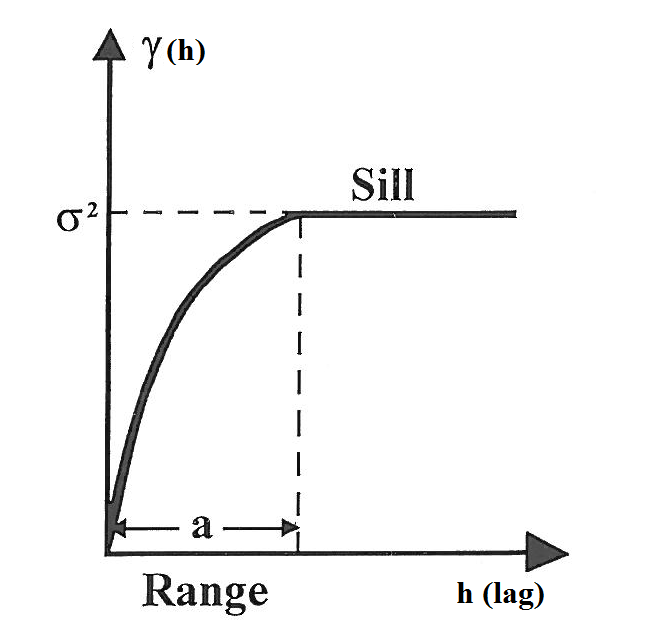 γ (h)
Sill
σ²
a
Range
h (lag)